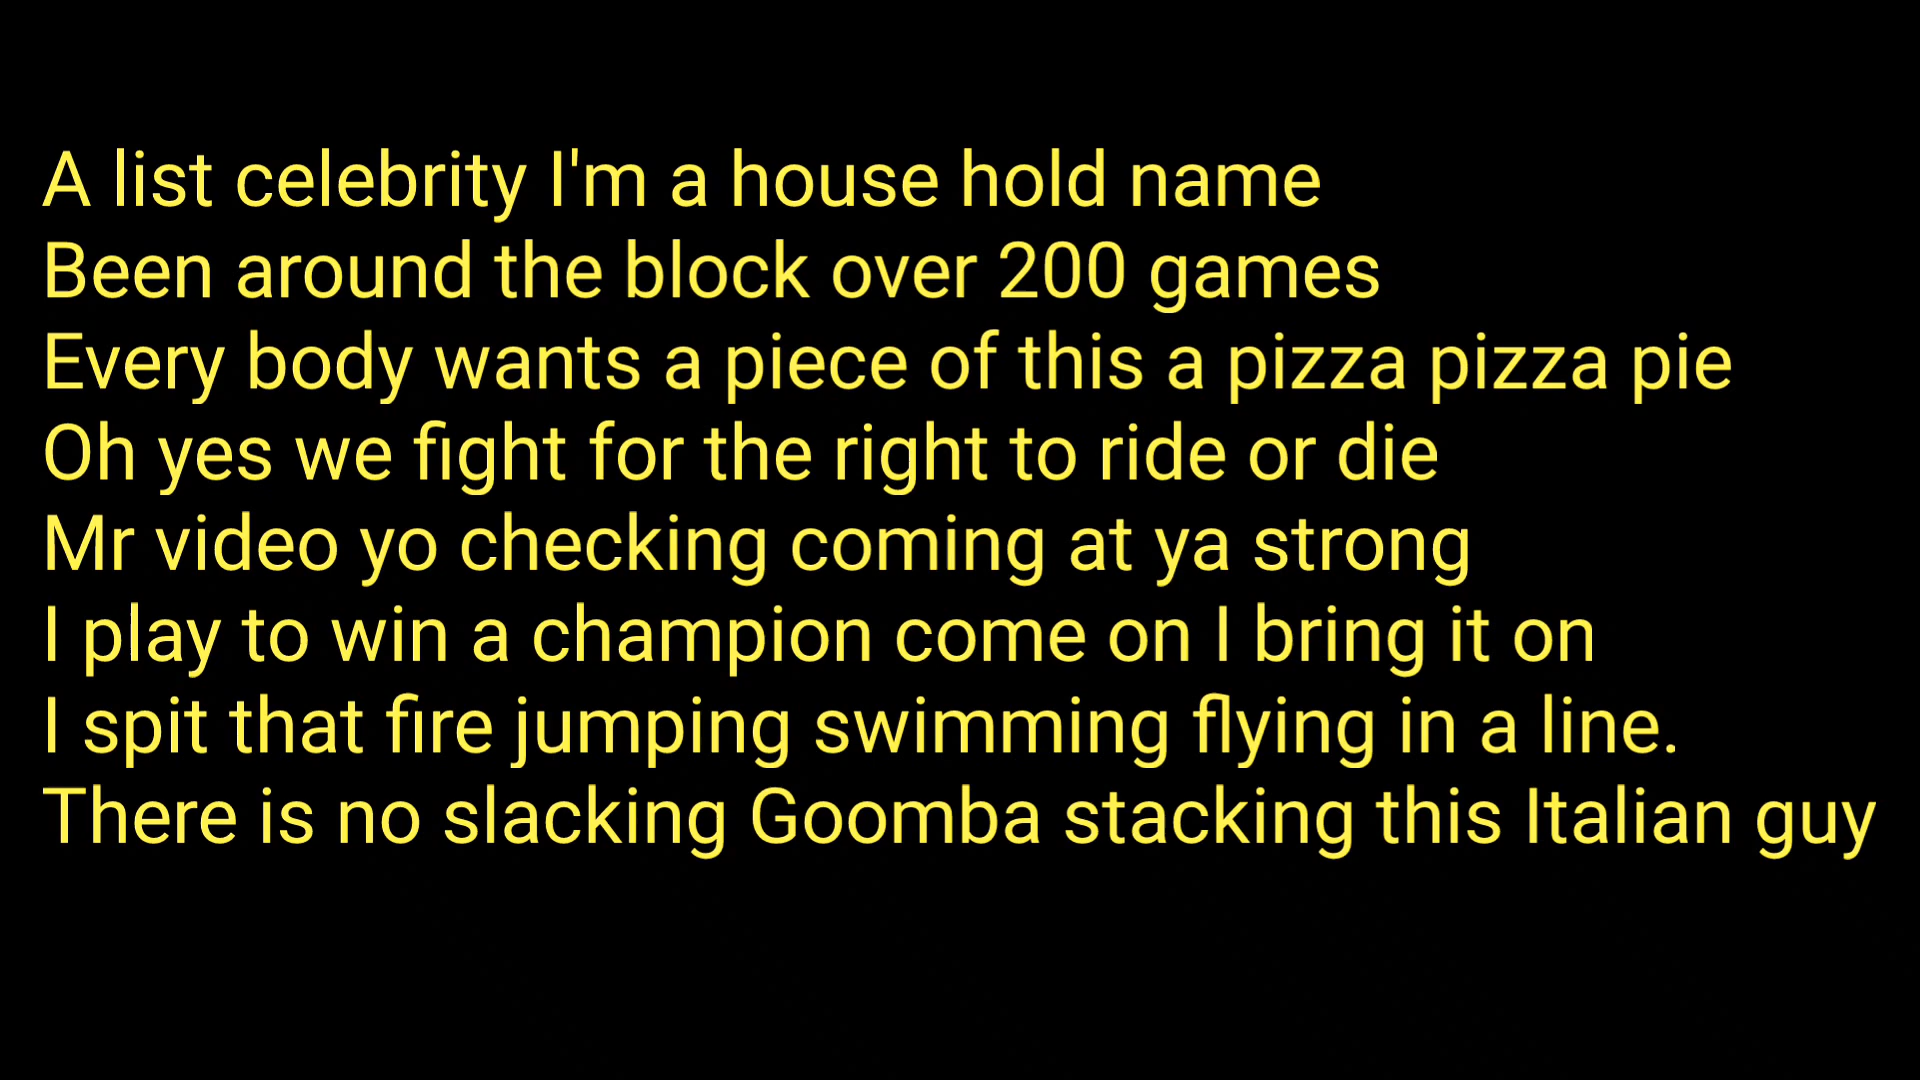 A list celebrity I'm a house hold name
Been around the block over 200 games
Every body wants a piece of this a pizza pizza pie
Oh yes we fight for the right to ride or die
Mr video yo checking coming at ya strong
I play to win a champion come on I bring it on
I spit that fire jumping swimming flying in a line.
There is no slacking Goomba stacking this Italian guy